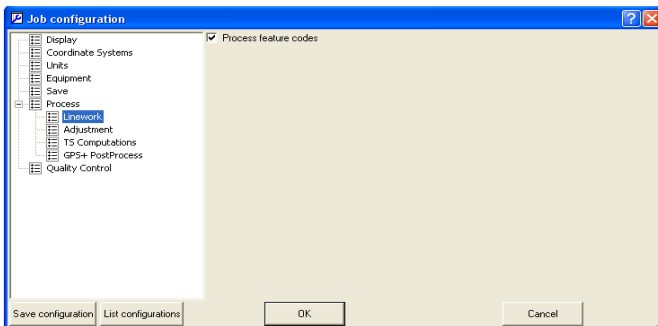 Job configuration
Display
Coordinate Systems
Units
Equipment
Save
Process
Linework
Adjustment
TS Computations
GPS+ PostProcess
Quality Control
Process feature codes
Save configuration
List configurations
OK
Cancel